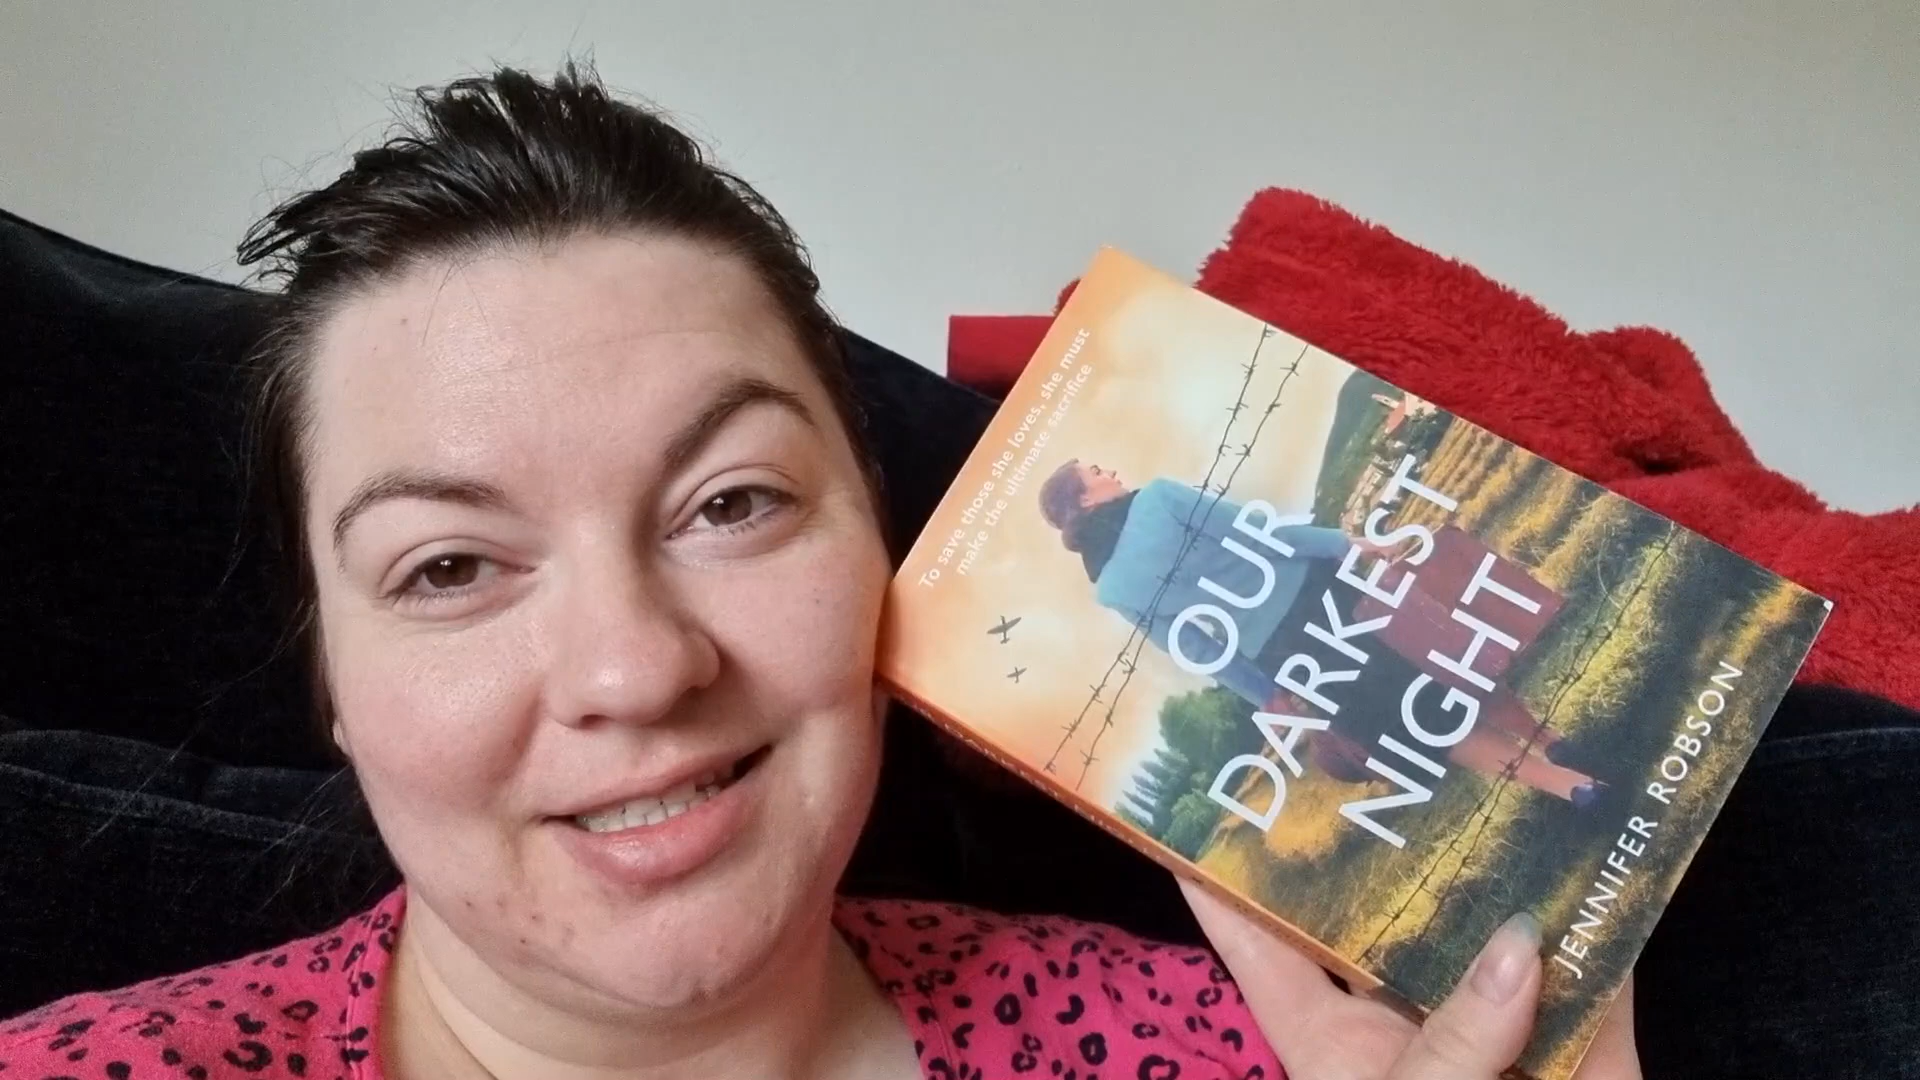 To save those she loves, she must
make the ultimate sacrifice
OUR
DARKEST
NIGHT
JENNIFER ROBSON